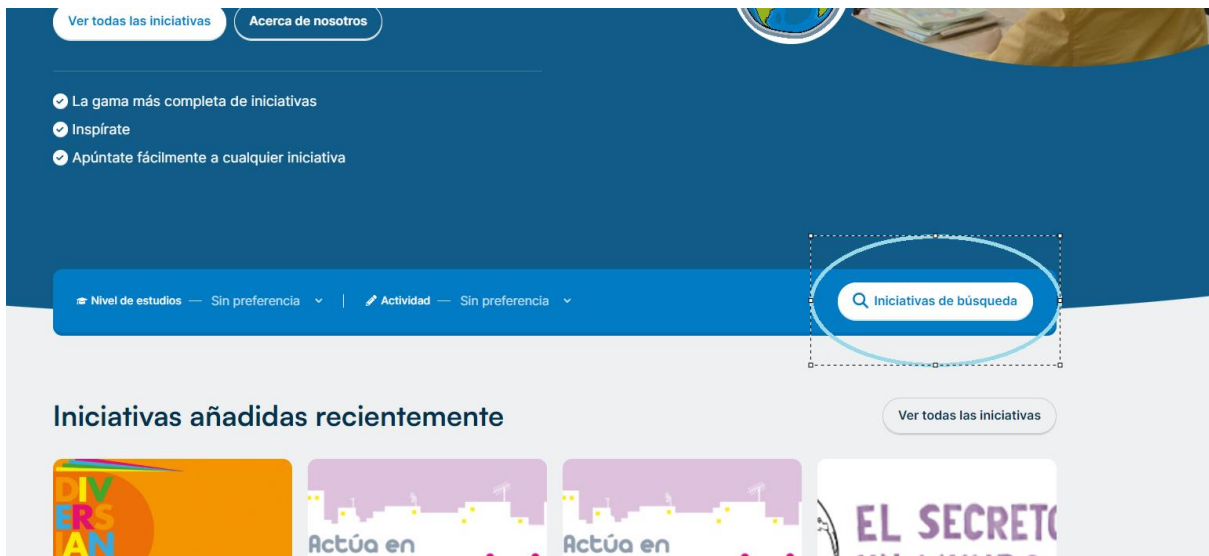 Ver todas las iniciativas
Acerca de nosotros
La gama más completa de iniciativas
Inspírate
Apúntate fácilmente a cualquier iniciativa
Nivel de estudios — Sin preferencia
Actividad — Sin preferencia
Iniciativas de búsqueda
Iniciativas añadidas recientemente
Ver todas las iniciativas
DIV
ERS
IAN
Actúa en
Actúa en
EL SECRETO